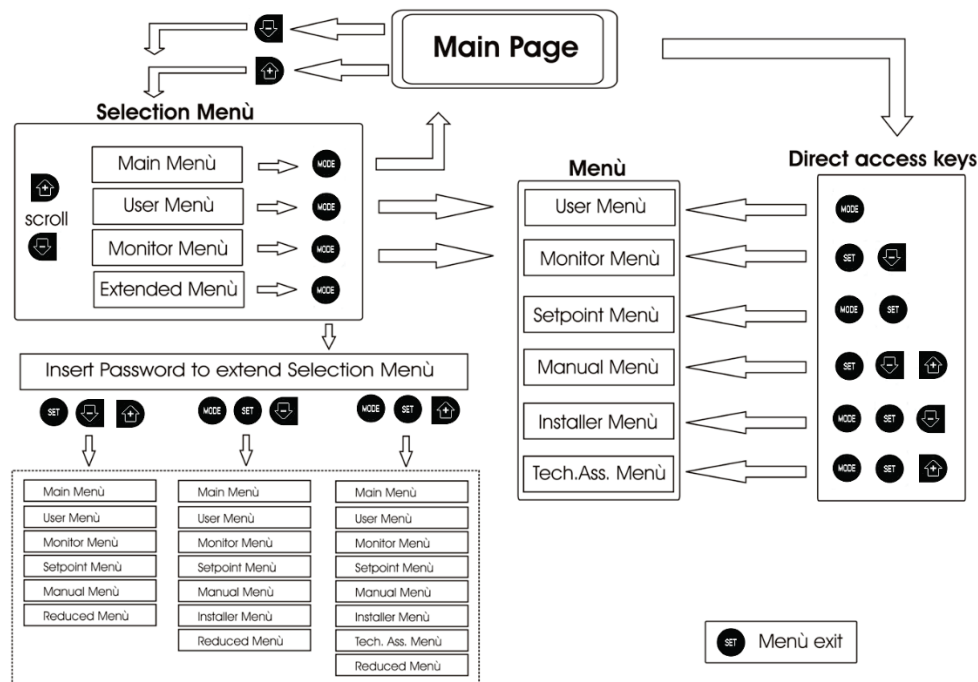 Main Page
Selection Menù
Main Menù
MODE
User Menù
MODE
Monitor Menù
MODE
Extended Menù
MODE
scroll
Insert Password to extend Selection Menù
SET
MODE SET
MODE SET
Main Menù
User Menù
Monitor Menù
Setpoint Menù
Manual Menù
Reduced Menù
Main Menù
User Menù
Monitor Menù
Setpoint Menù
Manual Menù
Installer Menù
Reduced Menù
Main Menù
User Menù
Monitor Menù
Setpoint Menù
Manual Menù
Installer Menù
Tech. Ass. Menù
Reduced Menù
Menù
User Menù
Monitor Menù
Setpoint Menù
Manual Menù
Installer Menù
Tech.Ass. Menù
Direct access keys
MODE
SET
MODE SET
SET
MODE SET
MODE SET
SET Menù exit